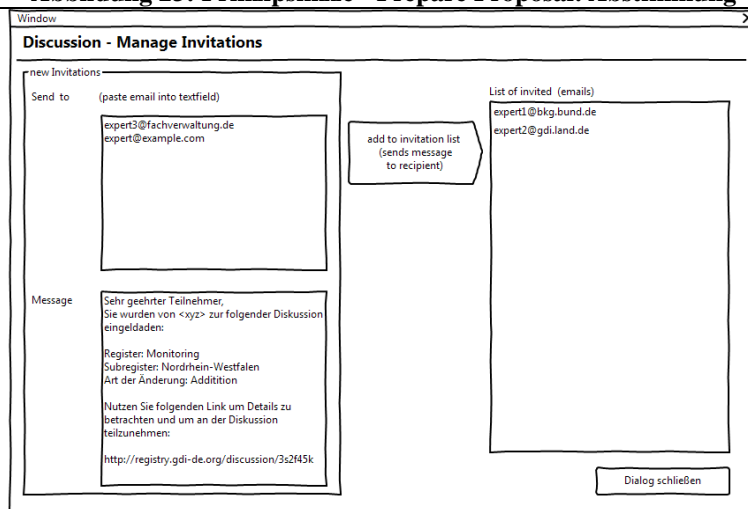 Window
Discussion - Manage Invitations
new Invitations
Send to (paste email into textfield)
expert3@fachverwaltung.de
expert@example.com
add to invitation list
(sends message
to recipient)
List of invited (emails)
expert1@bkg.bund.de
expert2@gdi.land.de
Message
Sehr geehrter Teilnehmer,
Sie wurden von <xyz> zur folgender Diskussion
eingeldaden:
Register: Monitoring
Subregister: Nordrhein-Westfalen
Art der Änderung: Additition
Nutzen Sie folgenden Link um Details zu
betrachten und um an der Diskussion
teilzunehmen:
http://registry.gdi-de.org/discussion/3s2f45k
Dialog schließen